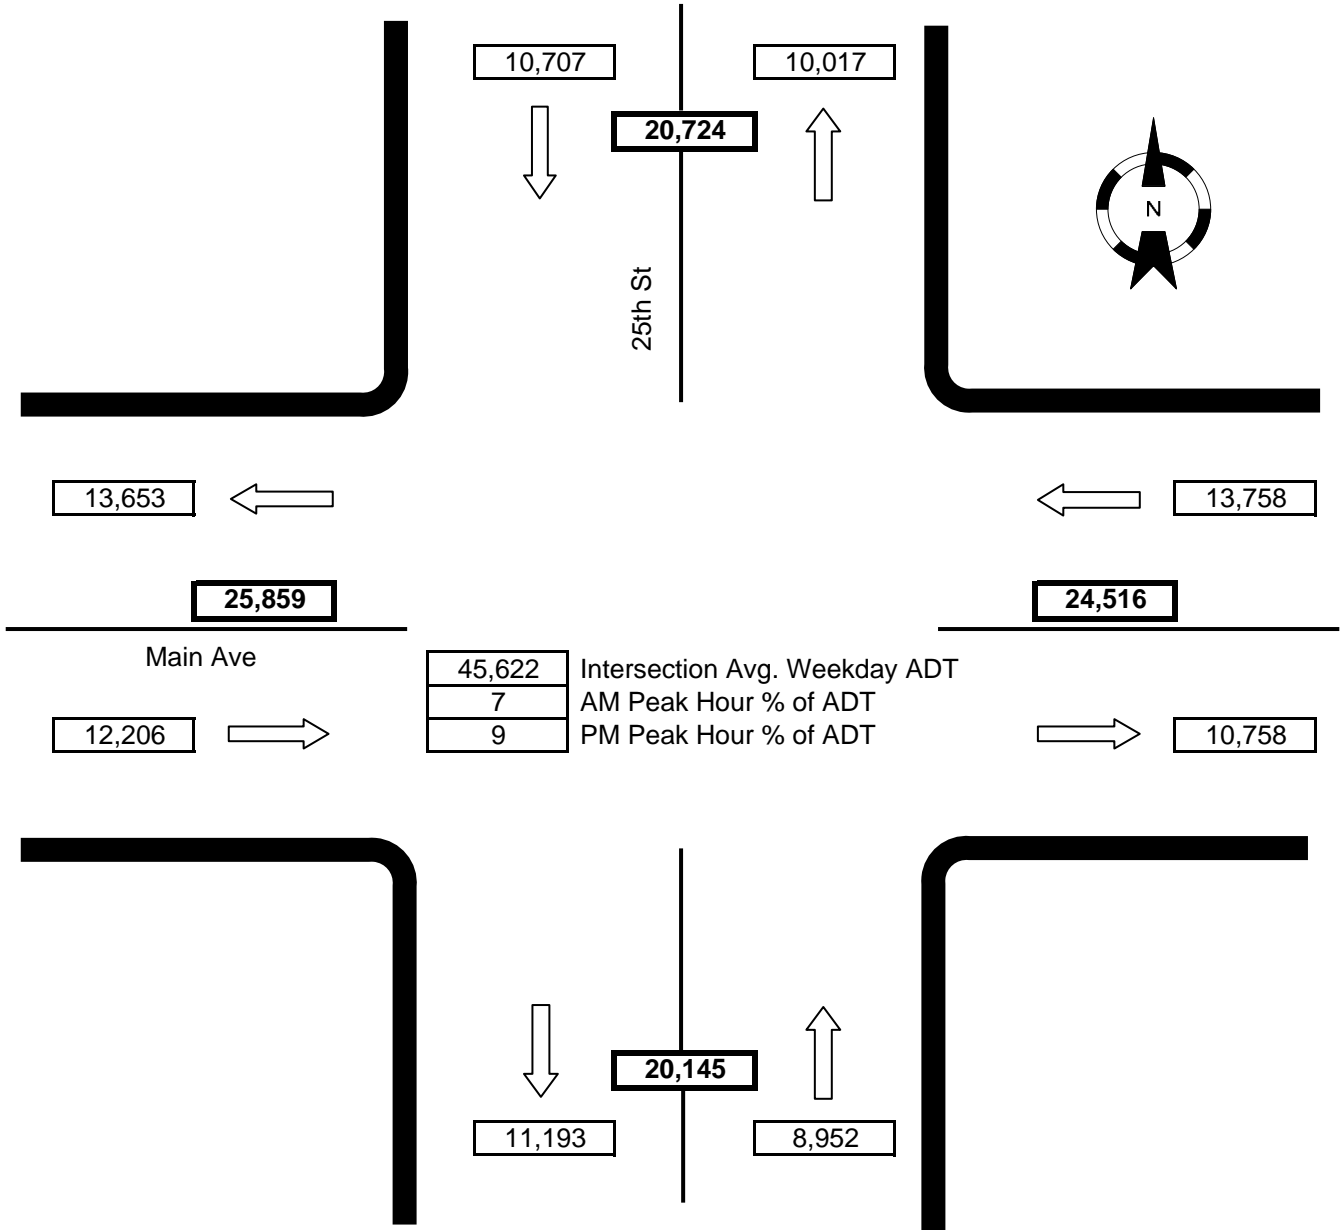 10,707
10,017
20,724
N
25th St
13,653
13,758
25,859
24,516
Main Ave
45,622 Intersection Avg. Weekday ADT
7 AM Peak Hour % of ADT
9 PM Peak Hour % of ADT
12,206
10,758
20,145
11,193
8,952